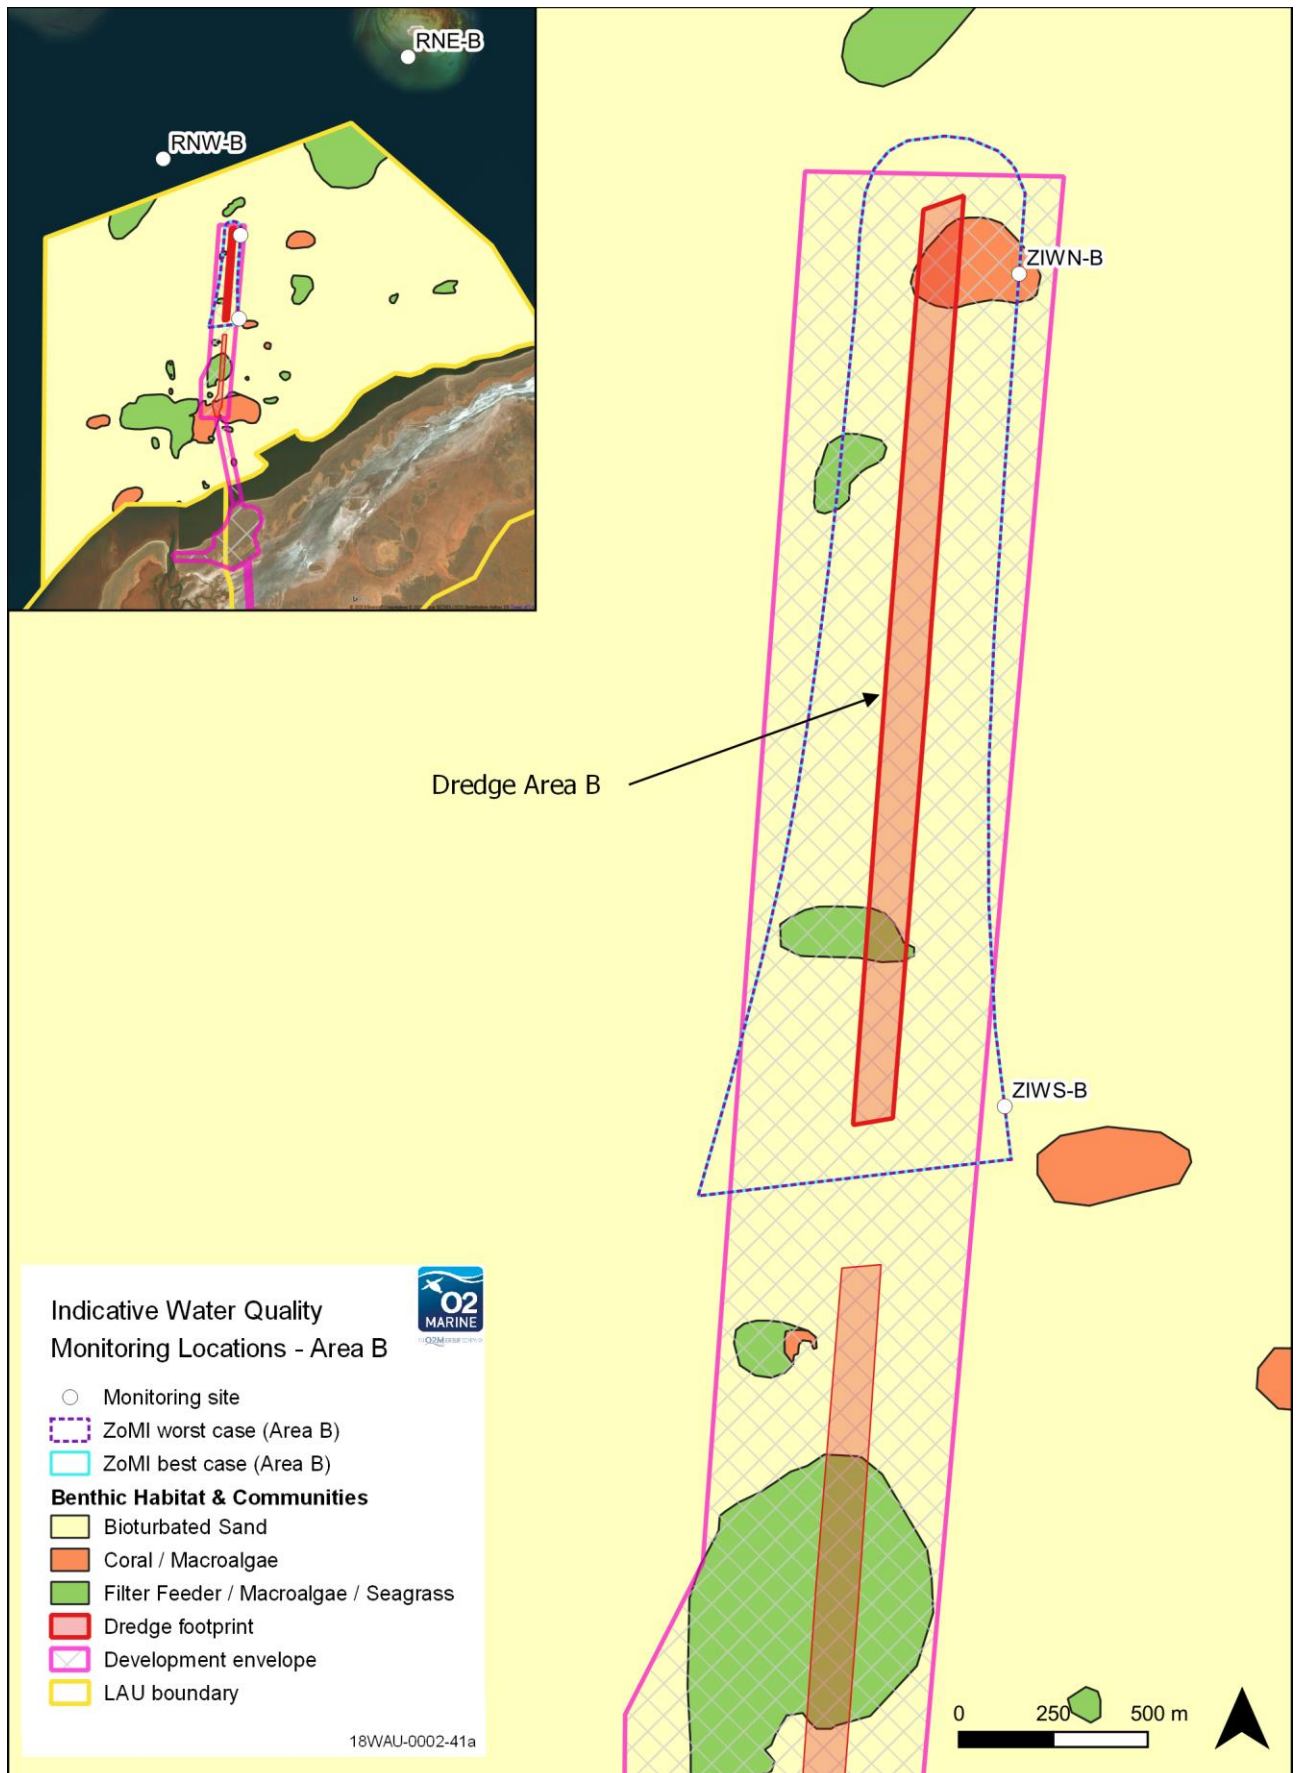 RNE-B
RNW-B
ZIWN-B
Dredge Area B
ZIWS-B
Indicative Water Quality
Monitoring Locations - Area B
O2
MARINE
Monitoring site
ZoMI worst case (Area B)
ZoMI best case (Area B)
Benthic Habitat & Communities
Bioturbated Sand
Coral / Macroalgae
Filter Feeder / Macroalgae / Seagrass
Dredge footprint
Development envelope
LAU boundary
18WAU-0002-41a
0 250 500 m